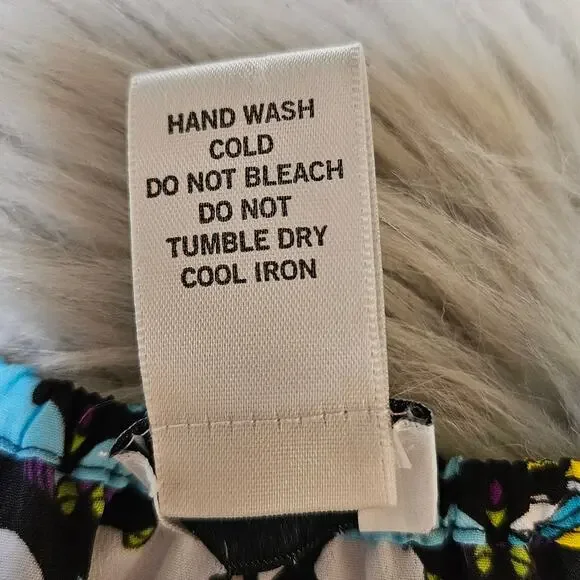 HAND WASH
COLD
DO NOT BLEACH
DO NOT
TUMBLE DRY
COOL IRON